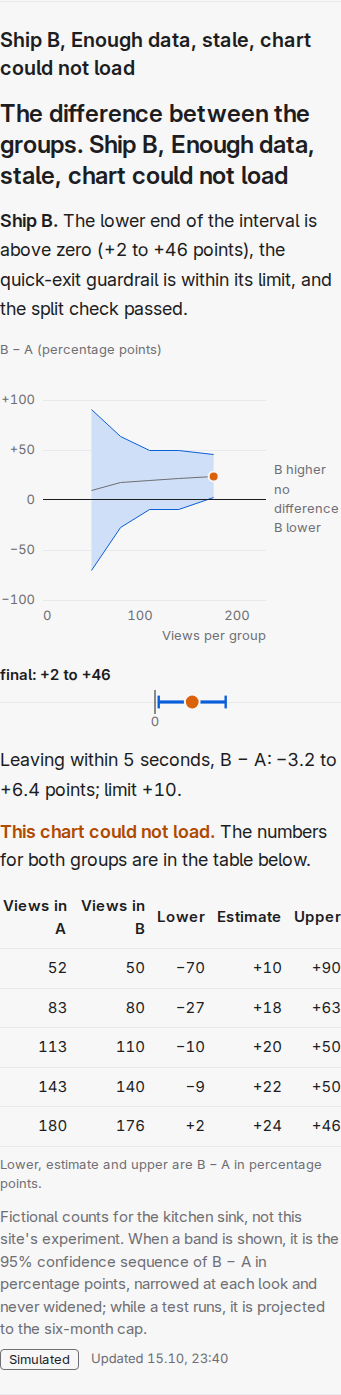 Ship B, Enough data, stale, chart
could not load
The difference between the
groups. Ship B, Enough data,
stale, chart could not load
Ship B. The lower end of the interval is
above zero (+2 to +46 points), the
quick-exit guardrail is within its limit, and
the split check passed.
B − A (percentage points)
+100
+50
0
−50
−100
B higher
no
difference
B lower
0 100 200
Views per group
final: +2 to +46
0
Leaving within 5 seconds, B − A: −3.2 to
+6.4 points; limit +10.
This chart could not load. The numbers
for both groups are in the table below.
Views in Views in
A B Lower Estimate Upper
52 50 −70 +10 +90
83 80 −27 +18 +63
113 110 −10 +20 +50
143 140 −9 +22 +50
180 176 +2 +24 +46
Lower, estimate and upper are B − A in percentage
points.
Fictional counts for the kitchen sink, not this
site's experiment. When a band is shown, it is the
95% confidence sequence of B − A in
percentage points, narrowed at each look and
never widened; while a test runs, it is projected
to the six-month cap.
Simulated Updated 15.10, 23:40